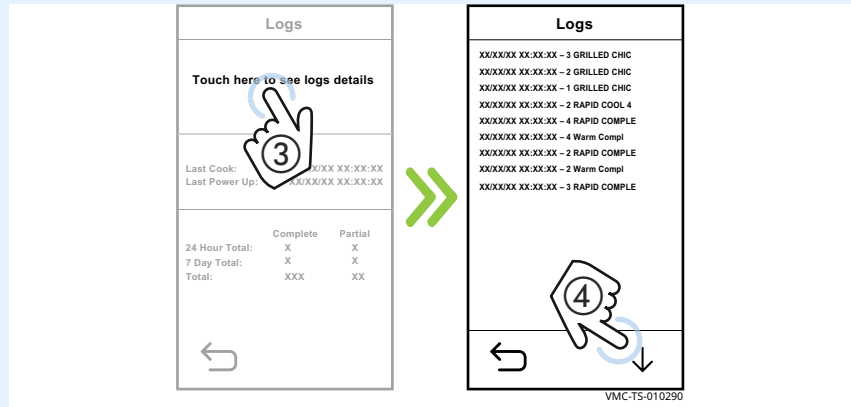 Logs
Touch here to see logs details
3
Last Cook: XX/XX XX:XX:XX
Last Power Up: XX/XX/XX XX:XX:XX
Complete Partial
24 Hour Total: X X
7 Day Total: X X
Total: XXX XX
Logs
XX/XX/XX XX:XX:XX – 3 GRILLED CHIC
XX/XX/XX XX:XX:XX – 2 GRILLED CHIC
XX/XX/XX XX:XX:XX – 1 GRILLED CHIC
XX/XX/XX XX:XX:XX – 2 RAPID COOL 4
XX/XX/XX XX:XX:XX – 4 RAPID COMPLE
XX/XX/XX XX:XX:XX – 4 Warm Compl
XX/XX/XX XX:XX:XX – 2 RAPID COMPLE
XX/XX/XX XX:XX:XX – 2 Warm Compl
XX/XX/XX XX:XX:XX – 3 RAPID COMPLE
4
VMC-TS-010290